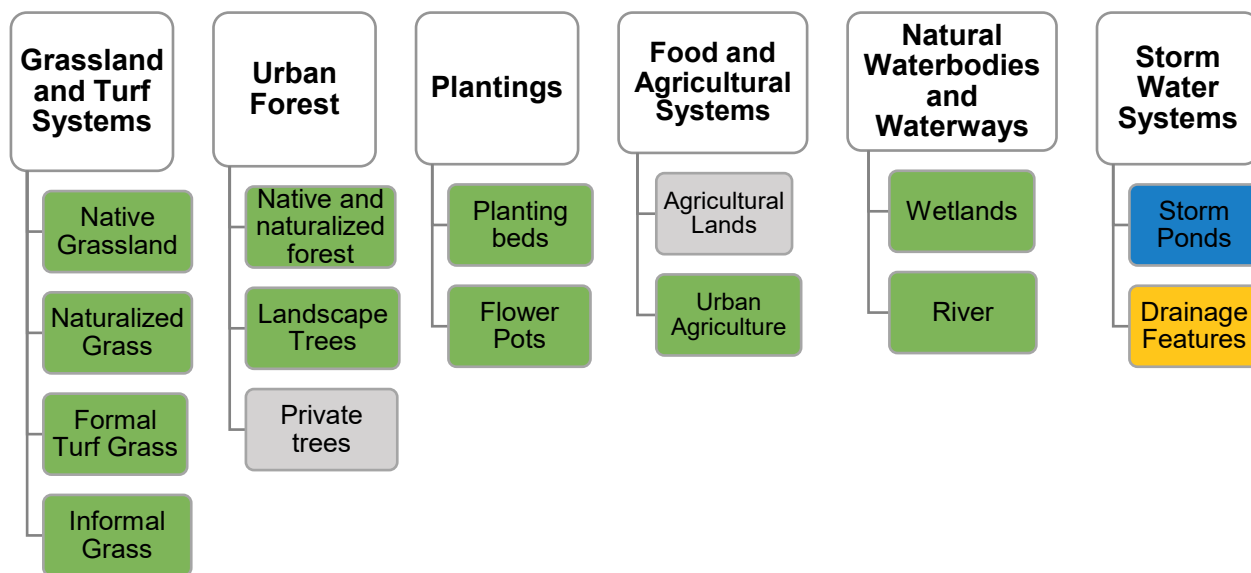 Grassland
and Turf
Systems
Native
Grassland
Naturalized
Grass
Formal
Turf Grass
Informal
Grass
Urban
Forest
Native and
naturalized
forest
Landscape
Trees
Private
trees
Plantings
Planting
beds
Flower
Pots
Food and
Agricultural
Systems
Agricultural
Lands
Urban
Agriculture
Natural
Waterbodies
and
Waterways
Wetlands
River
Storm
Water
Systems
Storm
Ponds
Drainage
Features